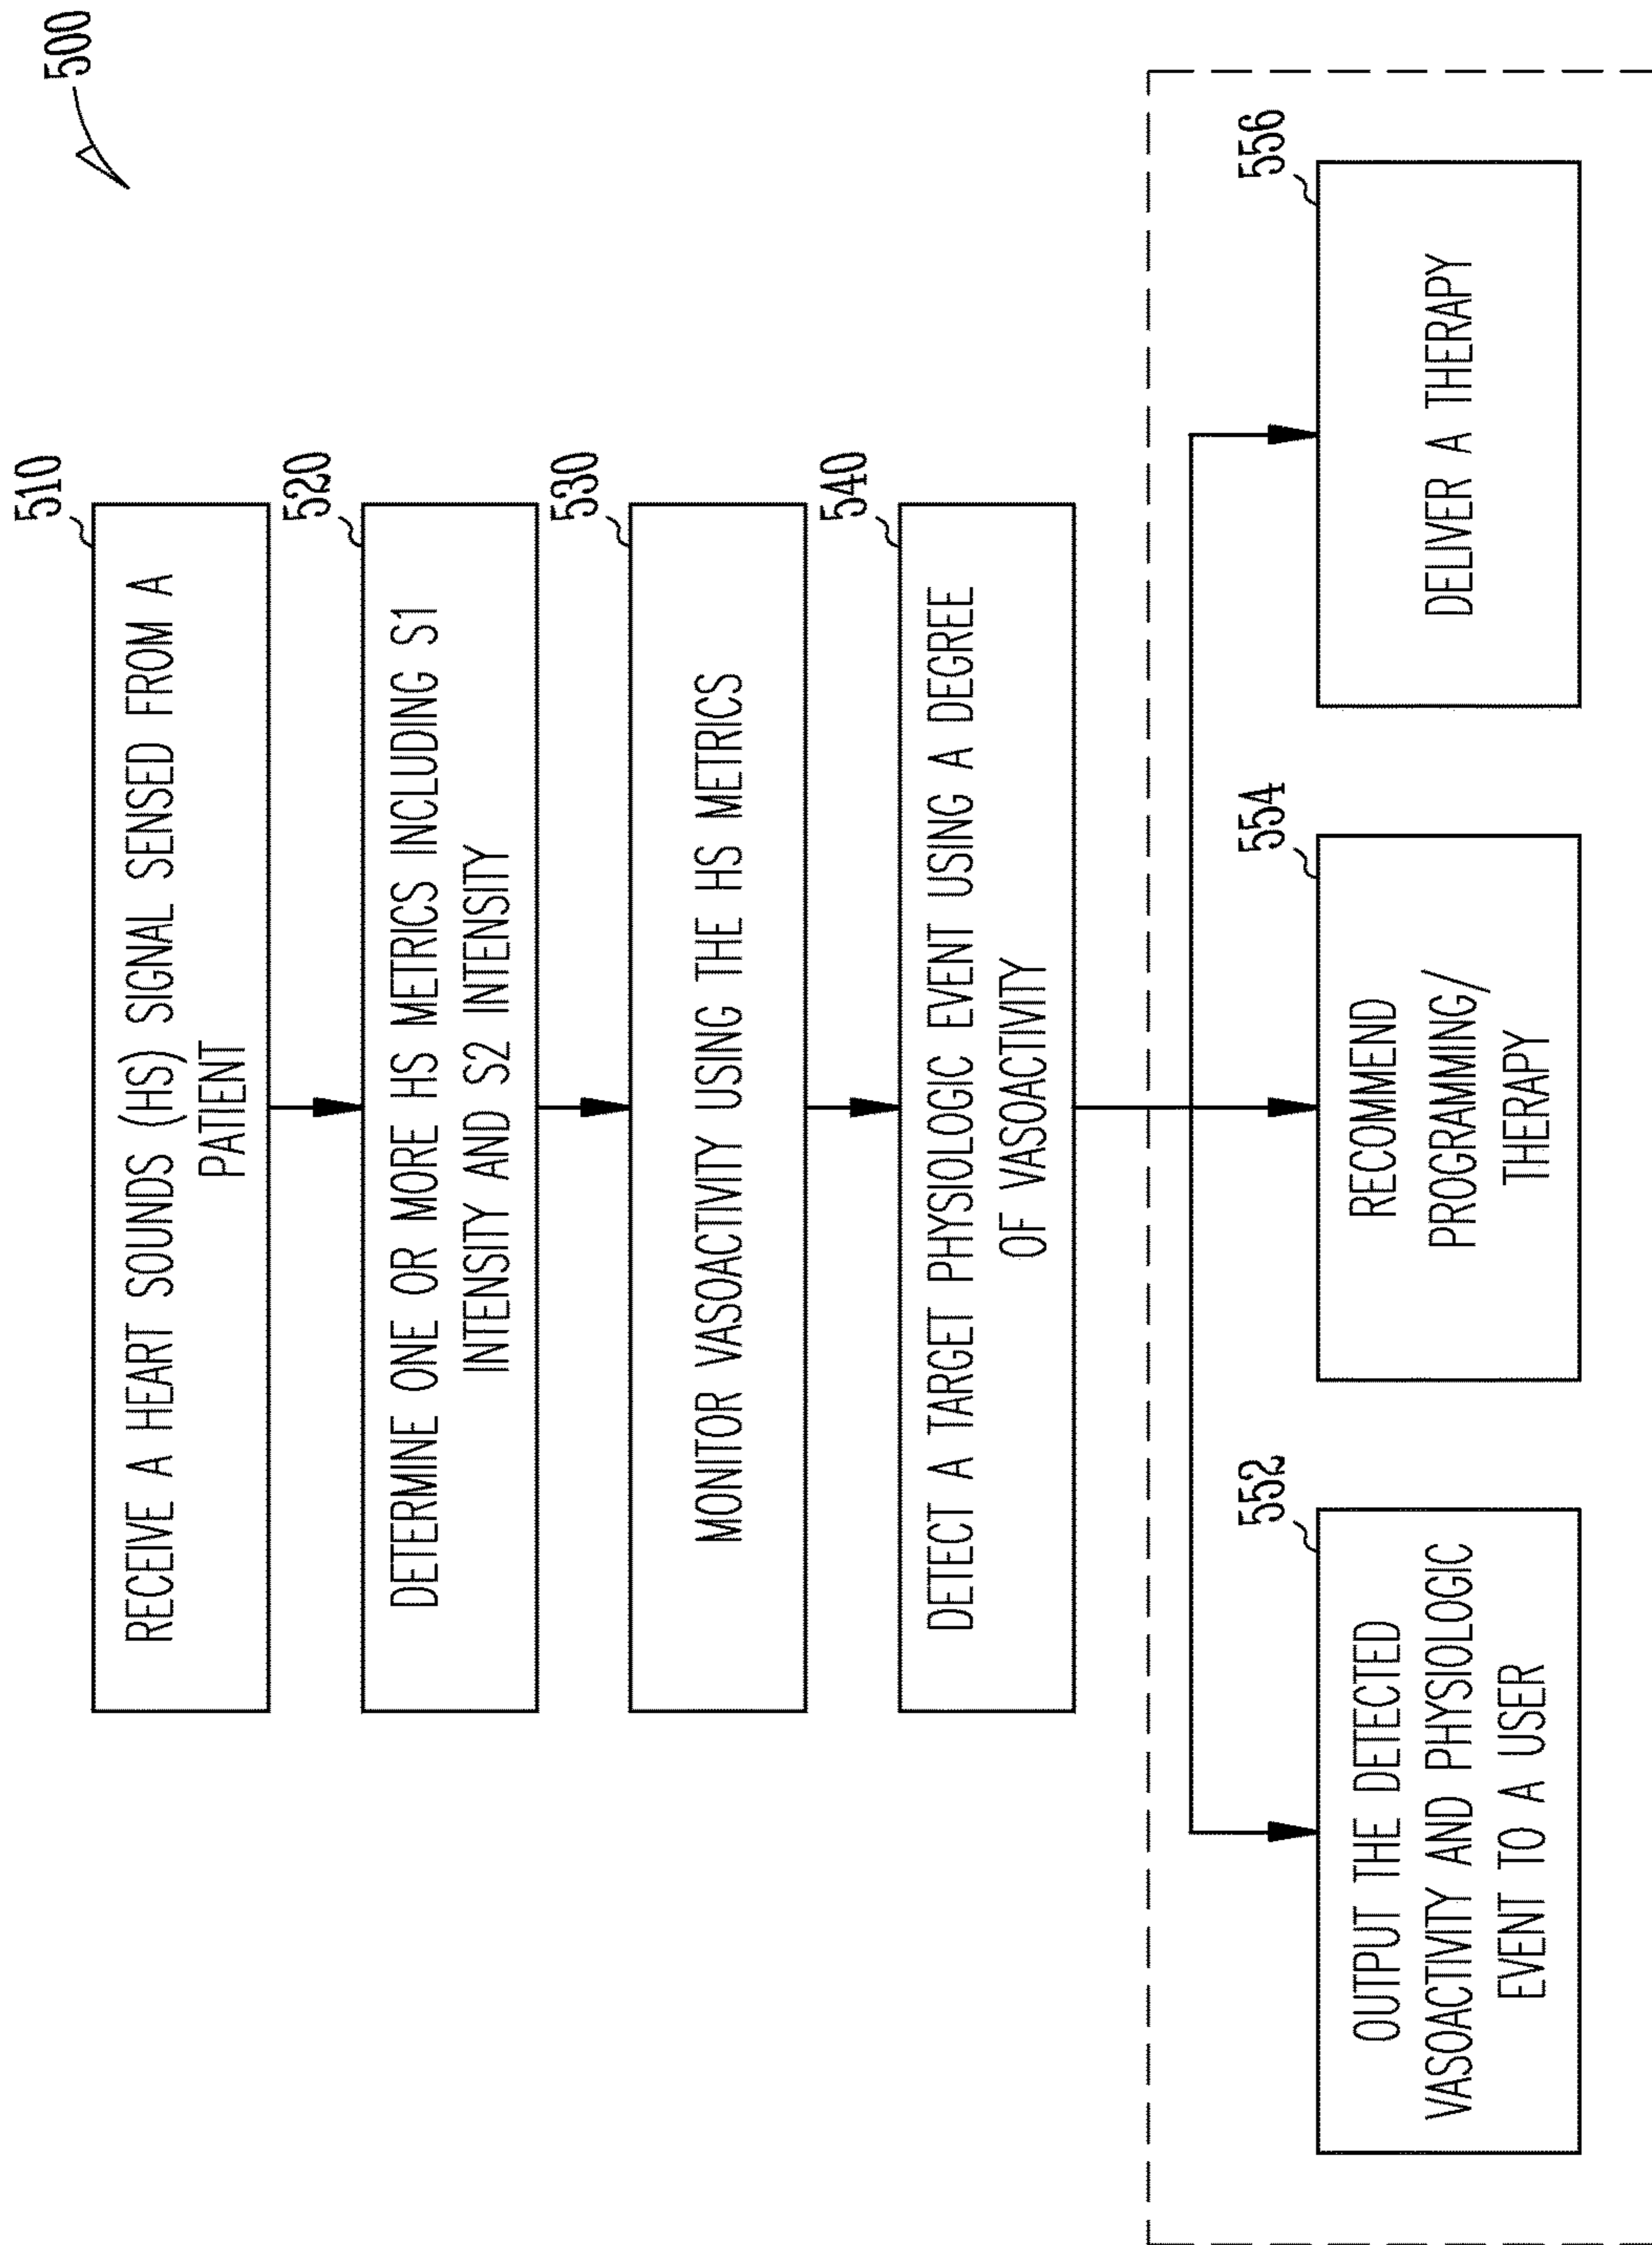 500
510
RECEIVE A HEART SOUNDS (HS) SIGNAL SENSED FROM A
PATIENT
520
DETERMINE ONE OR MORE HS METRICS INCLUDING S1
INTENSITY AND S2 INTENSITY
530
MONITOR VASOACTIVITY USING THE HS METRICS
540
DETECT A TARGET PHYSIOLOGIC EVENT USING A DEGREE
OF VASOACTIVITY
552
OUTPUT THE DETECTED
VASOACTIVITY AND PHYSIOLOGIC
EVENT TO A USER
554
RECOMMEND
PROGRAMMING/
THERAPY
556
DELIVER A THERAPY